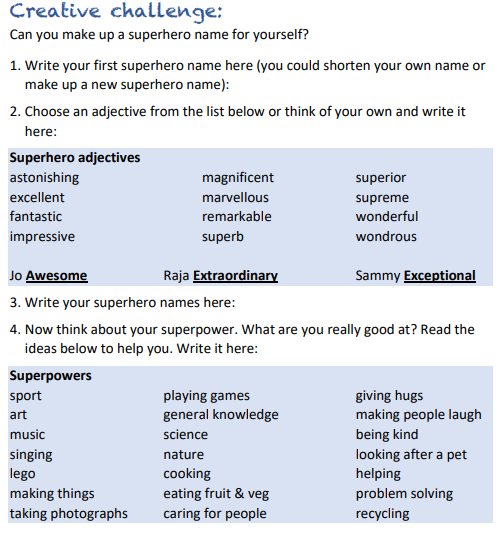 Creative challenge:
Can you make up a superhero name for yourself?
1. Write your first superhero name here (you could shorten your own name or
make up a new superhero name):
2. Choose an adjective from the list below or think of your own and write it
here:
Superhero adjectives
astonishing magnificent superior
excellent marvellous supreme
fantastic remarkable wonderful
impressive superb wondrous
Jo Awesome Raja Extraordinary Sammy Exceptional
3. Write your superhero names here:
4. Now think about your superpower. What are you really good at? Read the
ideas below to help you. Write it here:
Superpowers
sport playing games giving hugs
art general knowledge making people laugh
music science being kind
singing nature looking after a pet
lego cooking helping
making things eating fruit & veg problem solving
taking photographs caring for people recycling